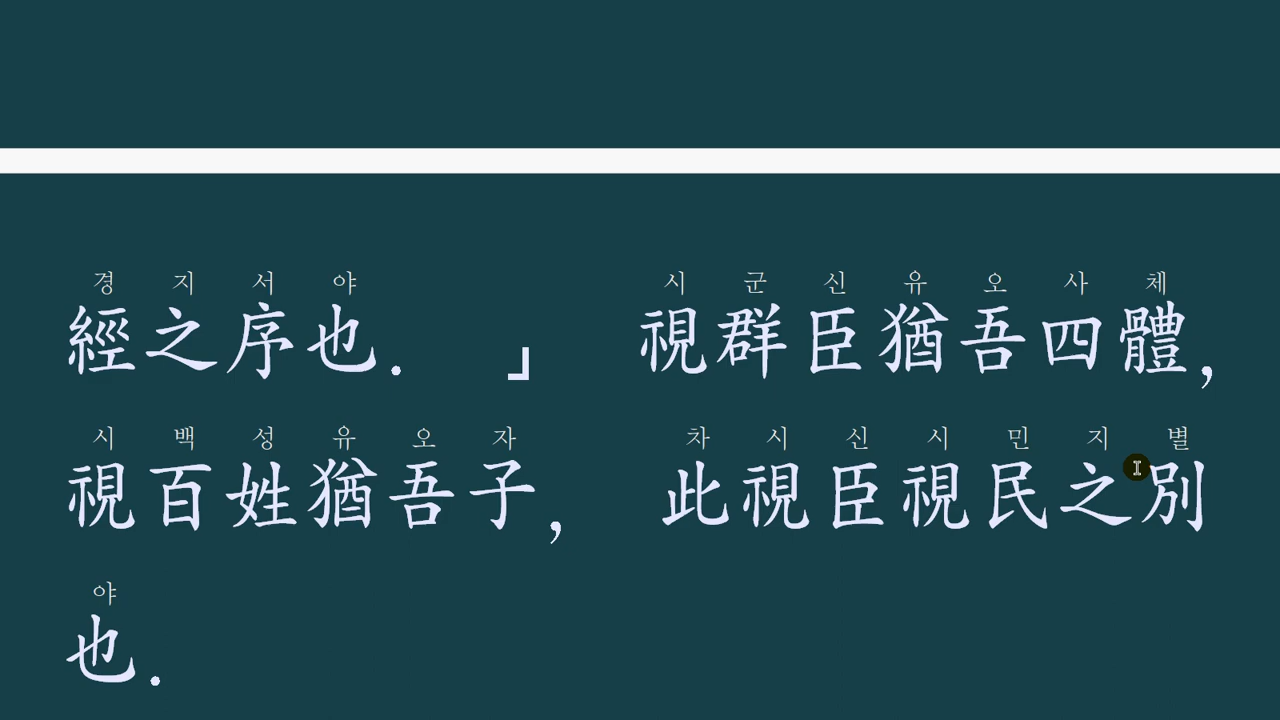 경 지 서 야 시 군 신 유 오 사 체
經之序也. 」 視群臣猶吾四體,
시 백 성 유 오 자 차 시 신 시 민 지 별
視百姓猶吾子, 此視臣視民之別
야
也.